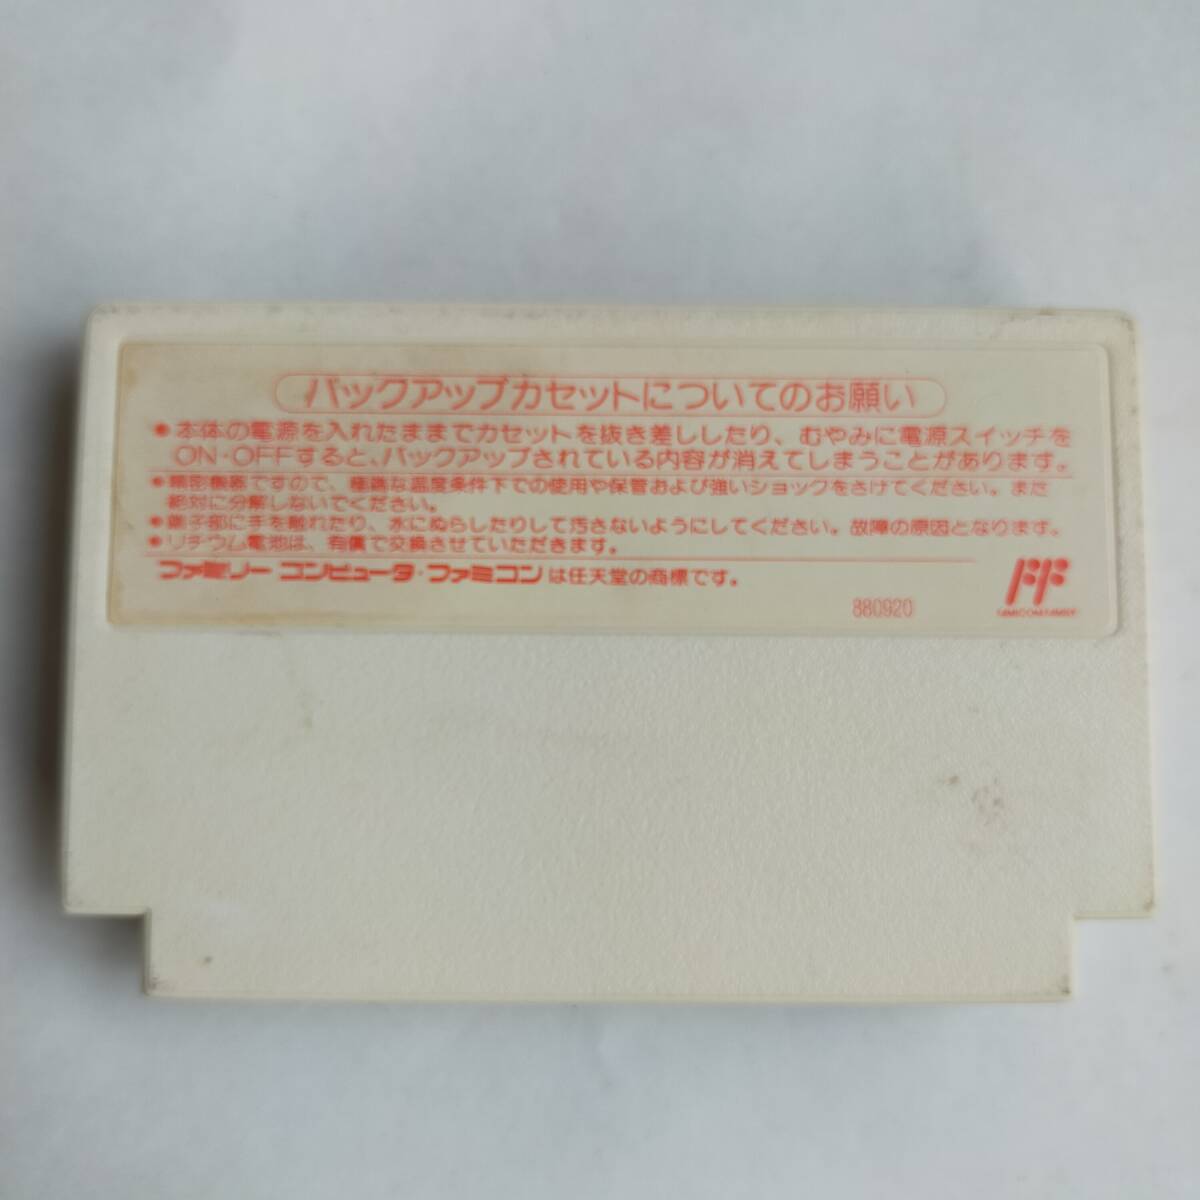 バックアップカセットについてのお願い
●本体の電源を入れたままでカセットを抜き差ししたり、むやみに電源スイッチを
ON・OFFすると、バックアップされている内容が消えてしまうことがあります。
●精密機器ですので、極端な温度条件下での使用や保管および強いショックをさけてください。また
絶対に分解しないでください。
●端子部に手を触れたり、水にぬらしたりして汚さないようにしてください。故障の原因となります。
●リチウム電池は、有償で交換させていただきます。
ファミリーコンピュータ・ファミコンは任天堂の商標です。
FF
FAMICOM FAMILY
880920